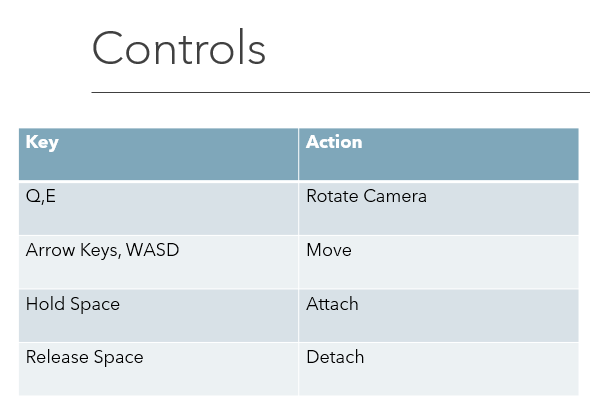 Controls
Key Action
Q,E Rotate Camera
Arrow Keys, WASD Move
Hold Space Attach
Release Space Detach